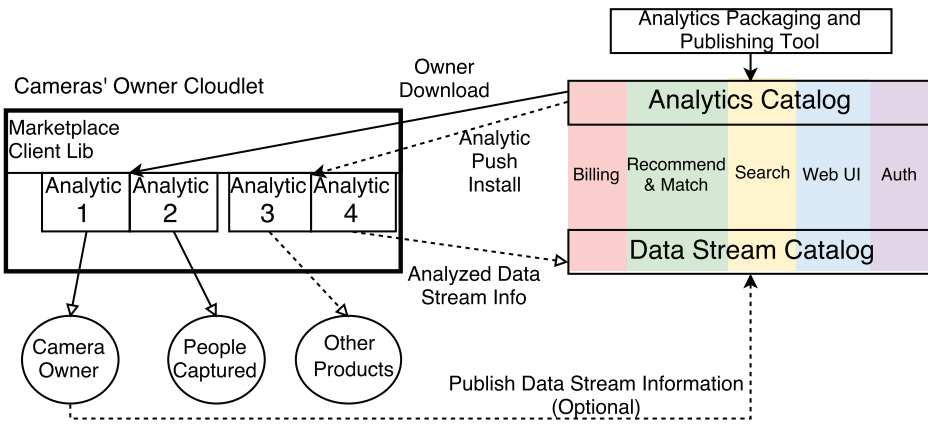 Analytics Packaging and
Publishing Tool
Cameras' Owner Cloudlet
Owner
Download
Analytics Catalog
Marketplace
Client Lib
Analytic
Push
Install
Billing
Recommend
& Match
Search
Web UI
Auth
Analytic
1
Analytic
2
Analytic
3
Analytic
4
Data Stream Catalog
Analyzed Data
Stream Info
Camera
Owner
People
Captured
Other
Products
Publish Data Stream Information
(Optional)